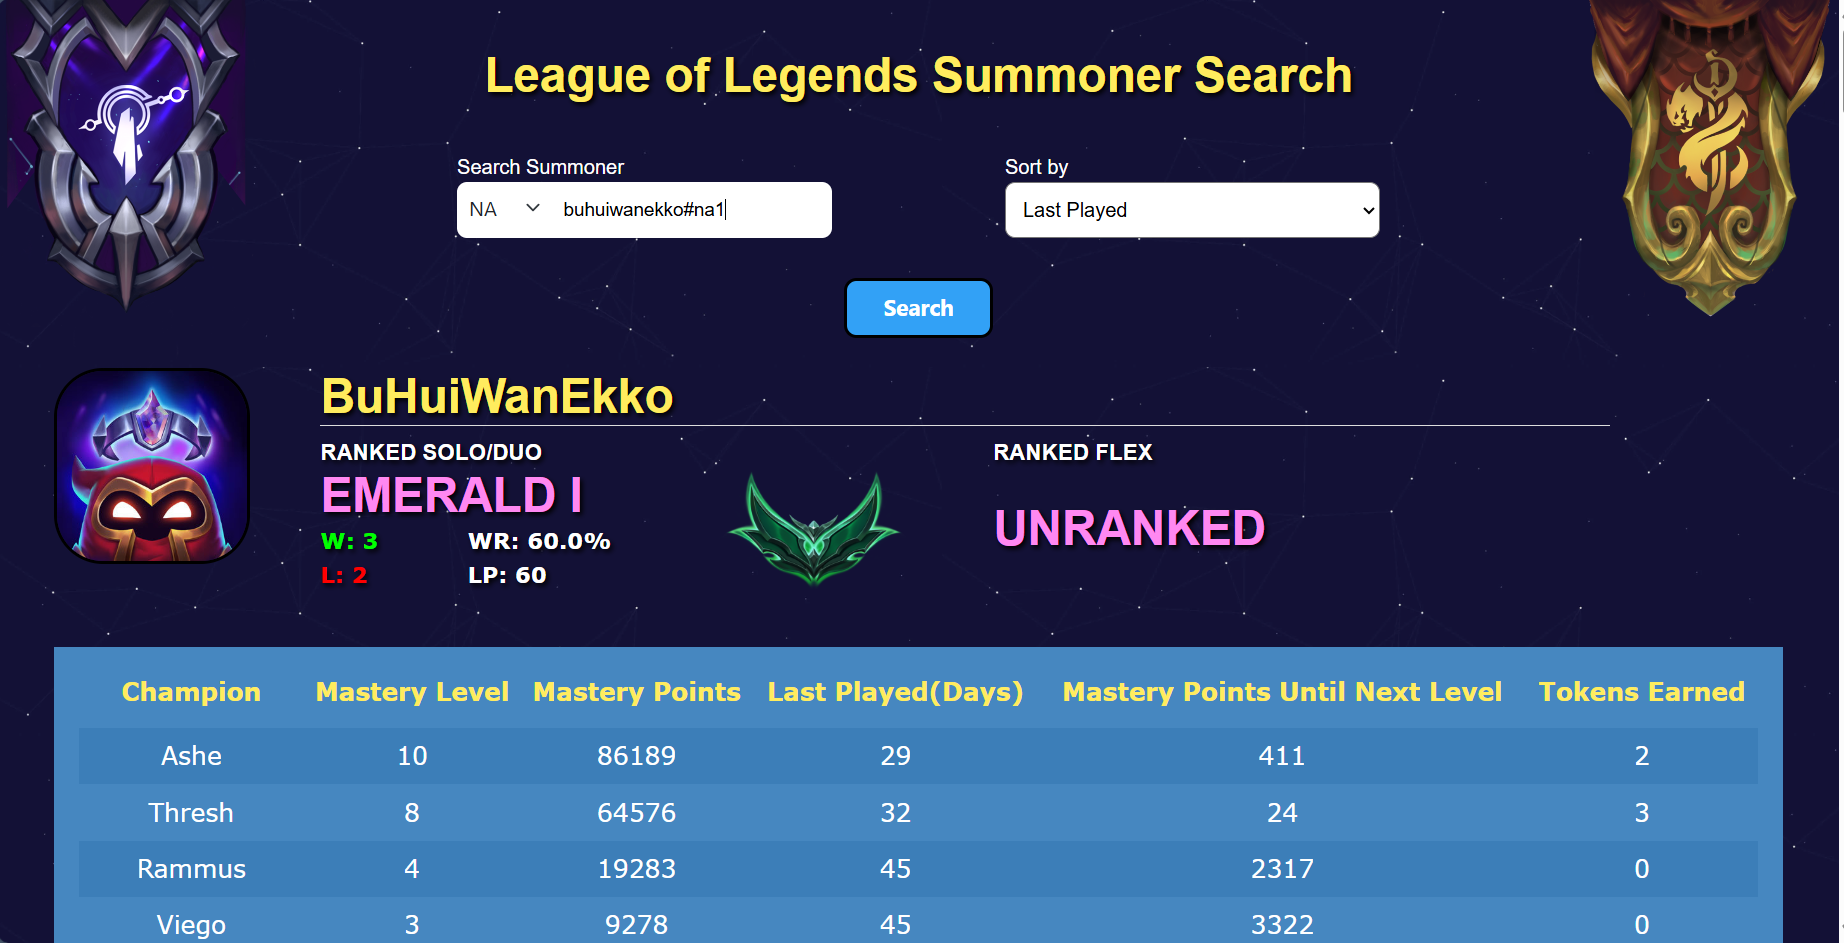 League of Legends Summoner Search
Search Summoner
Sort by
NA buhuiwanekko#na1
Last Played
Search
BuHuiWanEkko
RANKED SOLO/DUO
EMERALD I
W: 3 WR: 60.0%
L: 2 LP: 60
RANKED FLEX
UNRANKED
Champion Mastery Level Mastery Points Last Played(Days) Mastery Points Until Next Level Tokens Earned
Ashe 10 86189 29 411 2
Thresh 8 64576 32 24 3
Rammus 4 19283 45 2317 0
Viego 3 9278 45 3322 0